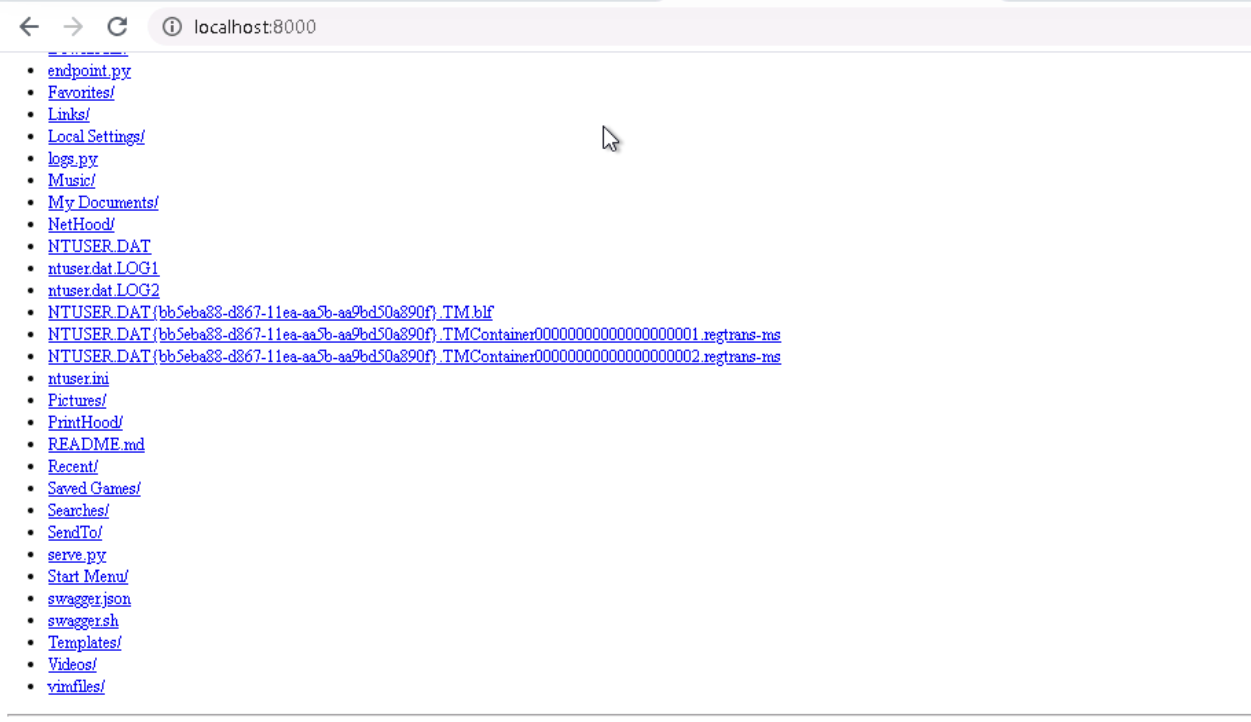 localhost:8000
endpoint.py
Favorites/
Links/
Local Settings/
logs.py
Music/
My Documents/
NetHood/
NTUSER.DAT
ntuser.dat.LOG1
ntuser.dat.LOG2
NTUSER.DAT{bb5eba88-d867-11ea-aa5b-aa9bd50a890f}.TM.blf
NTUSER.DAT{bb5eba88-d867-11ea-aa5b-aa9bd50a890f}.TMContainer00000000000000000001.regtrans-ms
NTUSER.DAT{bb5eba88-d867-11ea-aa5b-aa9bd50a890f}.TMContainer00000000000000000002.regtrans-ms
ntuser.ini
Pictures/
PrintHood/
README.md
Recent/
Saved Games/
Searches/
SendTo/
serve.py
Start Menu/
swagger.json
swagger.sh
Templates/
Videos/
vimfiles/